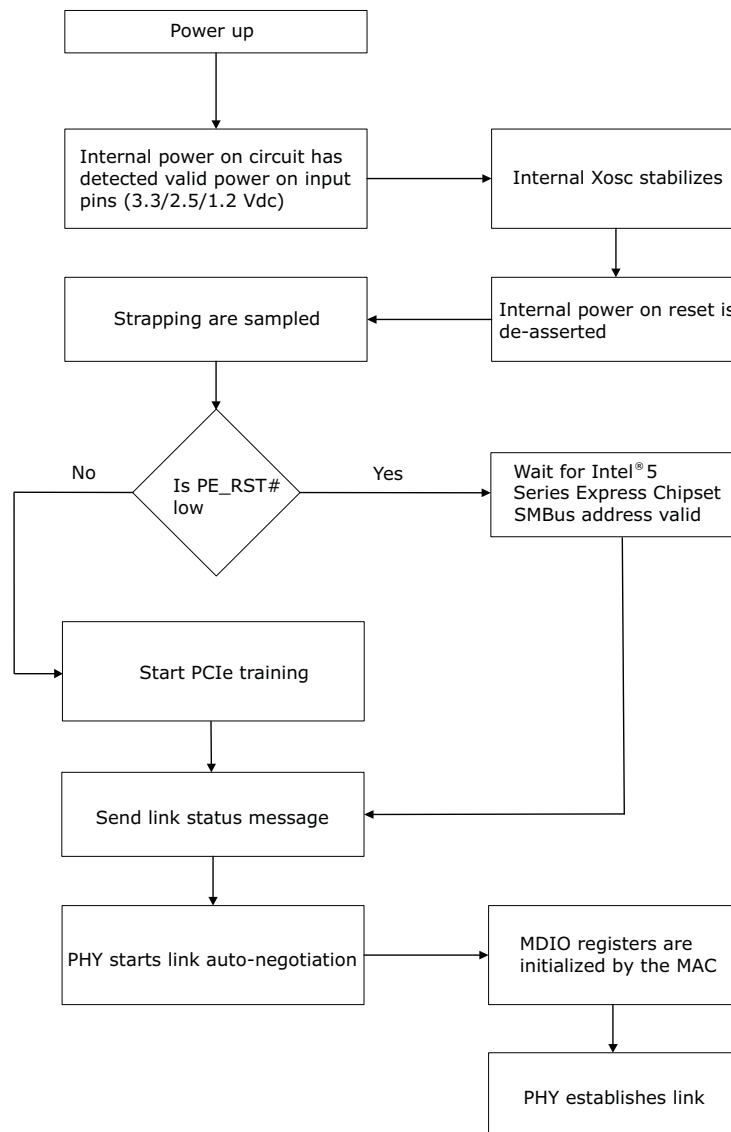 Power up
Internal power on circuit has
detected valid power on input
pins (3.3/2.5/1.2 Vdc)
Internal Xosc stabilizes
Strapping are sampled
Internal power on reset is
de-asserted
No
Is PE_RST#
low
Yes
Wait for Intel®5
Series Express Chipset
SMBus address valid
Start PCIe training
Send link status message
PHY starts link auto-negotiation
MDIO registers are
initialized by the MAC
PHY establishes link